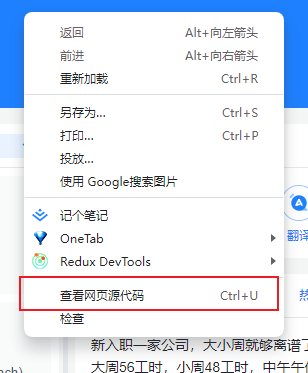 返回 Alt+向左箭头
前进 Alt+向右箭头
重新加载 Ctrl+R
另存为... Ctrl+S
打印... Ctrl+P
投放...
使用 Google搜索图片
记个笔记
OneTab
翻译
Redux DevTools
查看网页源代码 Ctrl+U
热
检查
新入职一家公司，大小周就够离谱了
大周56工时，小周48工时，中午午休